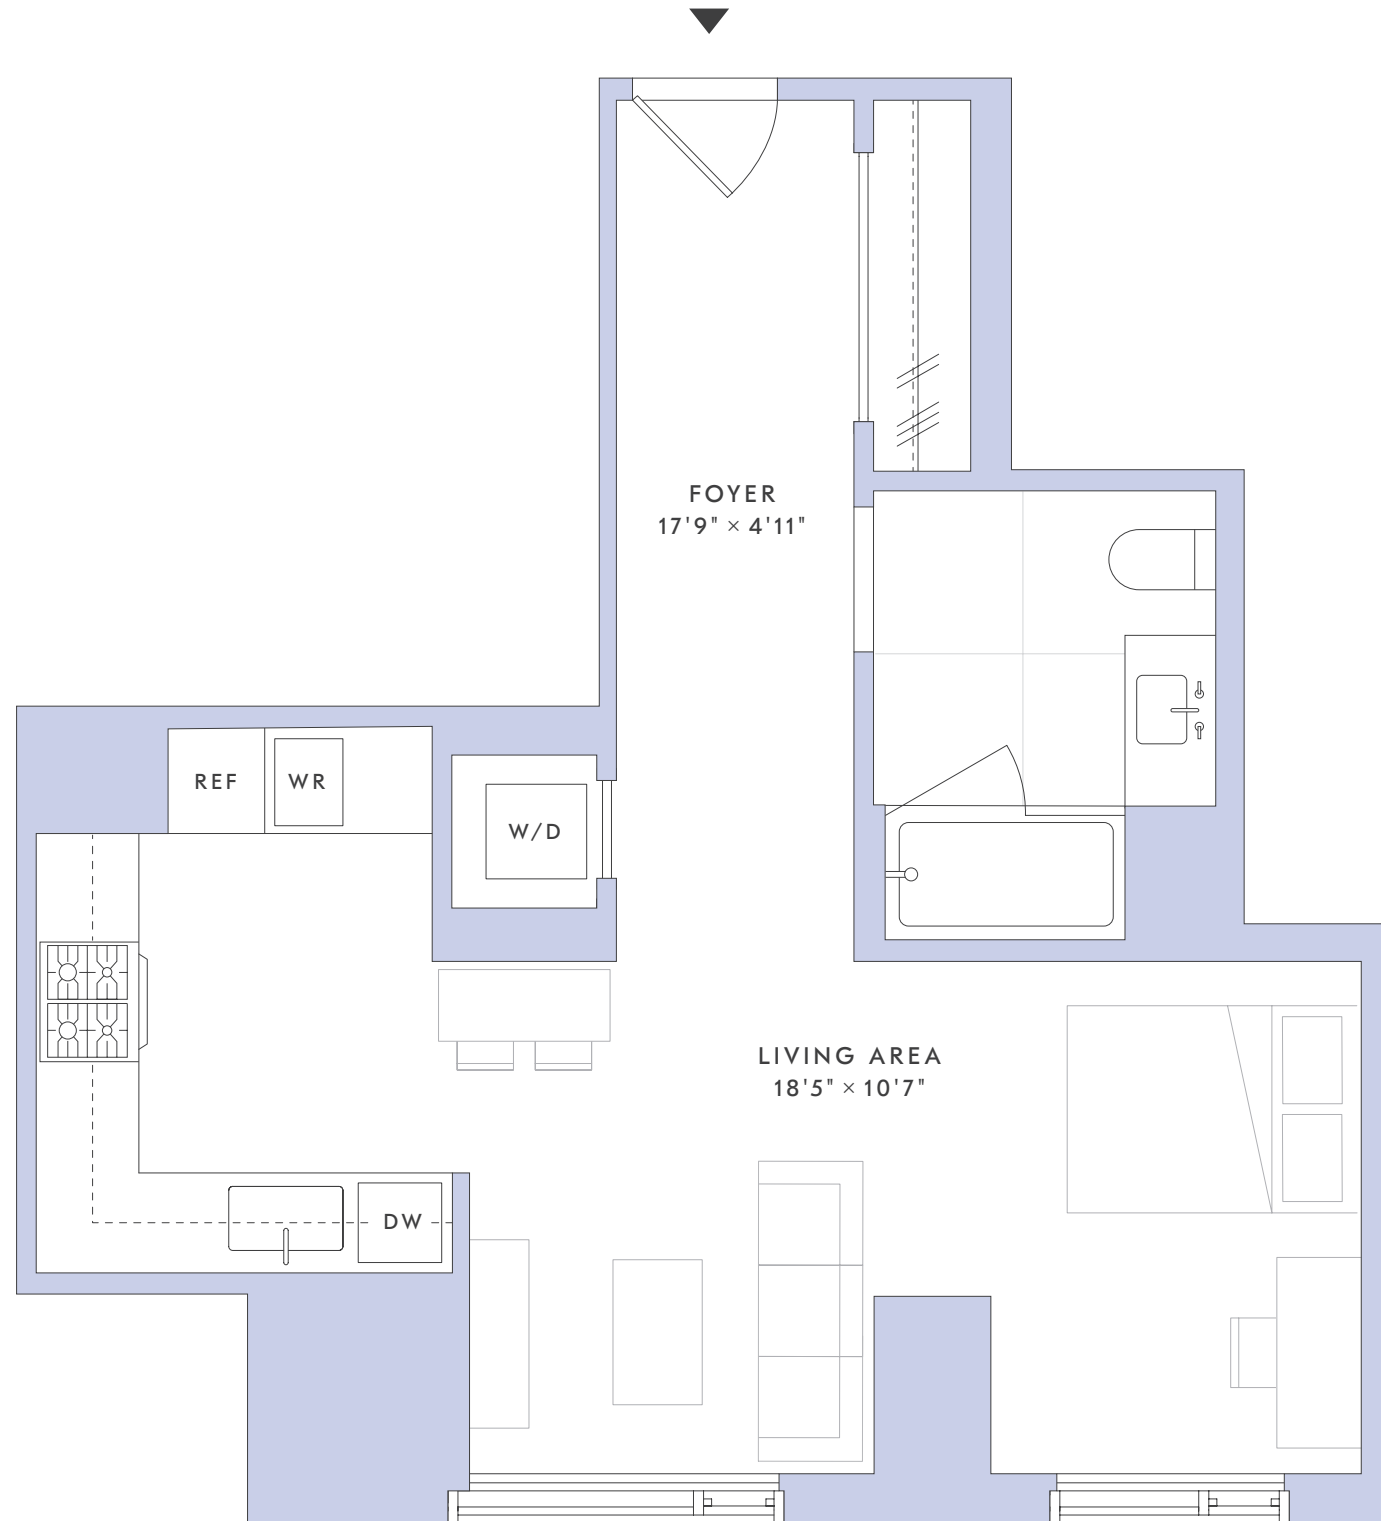 FOYER
17'9" × 4'11"
REF
WR
W/D
LIVING AREA
18'5" × 10'7"
DW